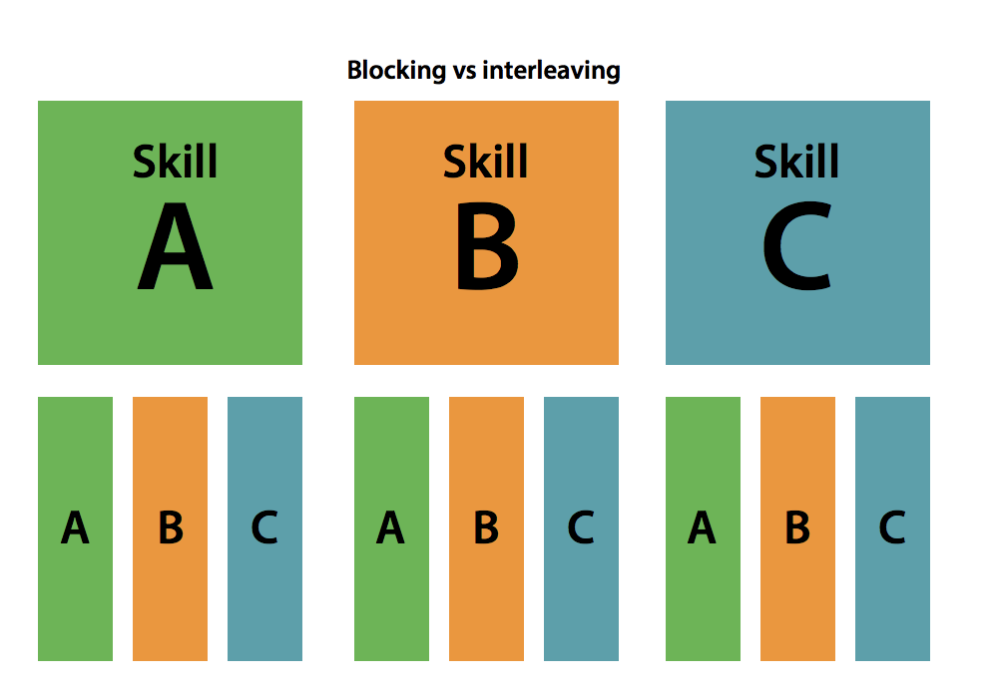 Blocking vs interleaving
Skill
A
Skill
B
Skill
C
A B C A B C A B C